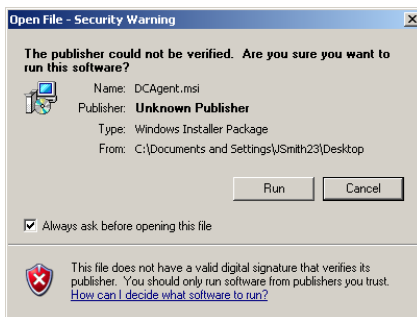 Open File - Security Warning
The publisher could not be verified. Are you sure you want to
run this software?
Name: DCAgent.msi
Publisher: Unknown Publisher
Type: Windows Installer Package
From: C:\Documents and Settings\JSmith23\Desktop
Run Cancel
Always ask before opening this file
This file does not have a valid digital signature that verifies its
publisher. You should only run software from publishers you trust.
How can I decide what software to run?